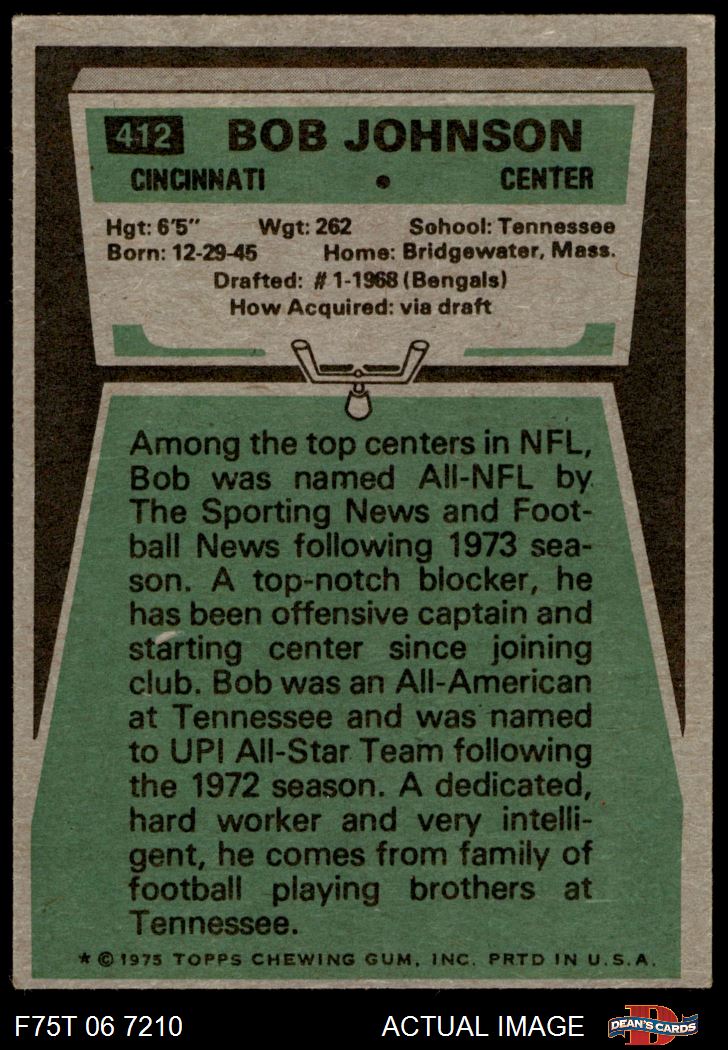 412 BOB JOHNSON
CINCINNATI • CENTER
Hgt: 6'5" Wgt: 262 School: Tennessee
Born: 12-29-45 Home: Bridgewater, Mass.
Drafted: #1-1968 (Bengals)
How Acquired: via draft
Among the top centers in NFL,
Bob was named All-NFL by
The Sporting News and Foot-
ball News following 1973 sea-
son. A top-notch blocker, he
has been offensive captain and
starting center since joining
club. Bob was an All-American
at Tennessee and was named
to UPI All-Star Team following
the 1972 season. A dedicated,
hard worker and very intelli-
gent, he comes from family of
football playing brothers at
Tennessee.
* © 1975 TOPPS CHEWING GUM, INC. PRTD IN U.S.A.
F75T 06 7210 ACTUAL IMAGE D DEAN'S CARDS